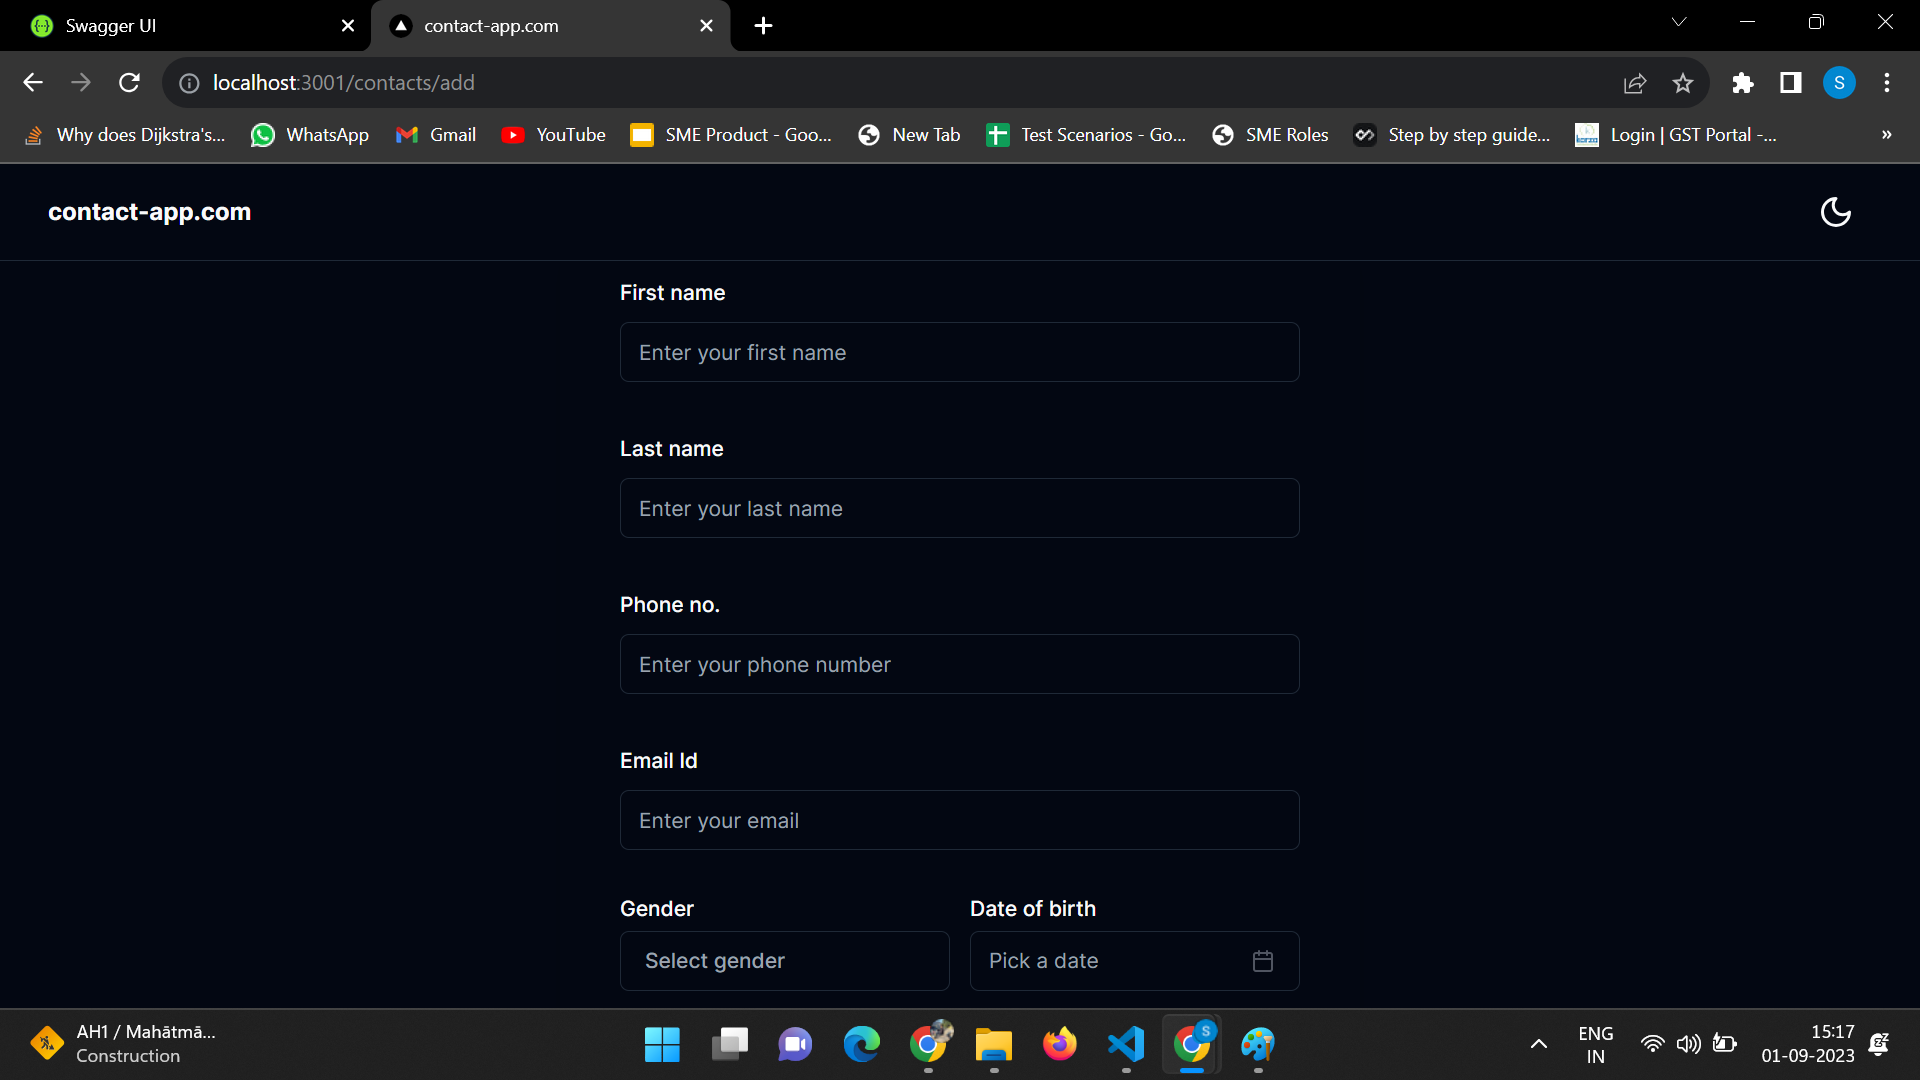 Swagger UI
contact-app.com
localhost:3001/contacts/add
S
Why does Dijkstra's...
WhatsApp
Gmail
YouTube
SME Product - Goo...
New Tab
Test Scenarios - Go...
SME Roles
Step by step guide...
Login | GST Portal -...
»
contact-app.com
First name
Enter your first name
Last name
Enter your last name
Phone no.
Enter your phone number
Email Id
Enter your email
Gender
Date of birth
Select gender
Pick a date
AH1 / Mahātmā...
Construction
S
ENG
IN
15:17
01-09-2023